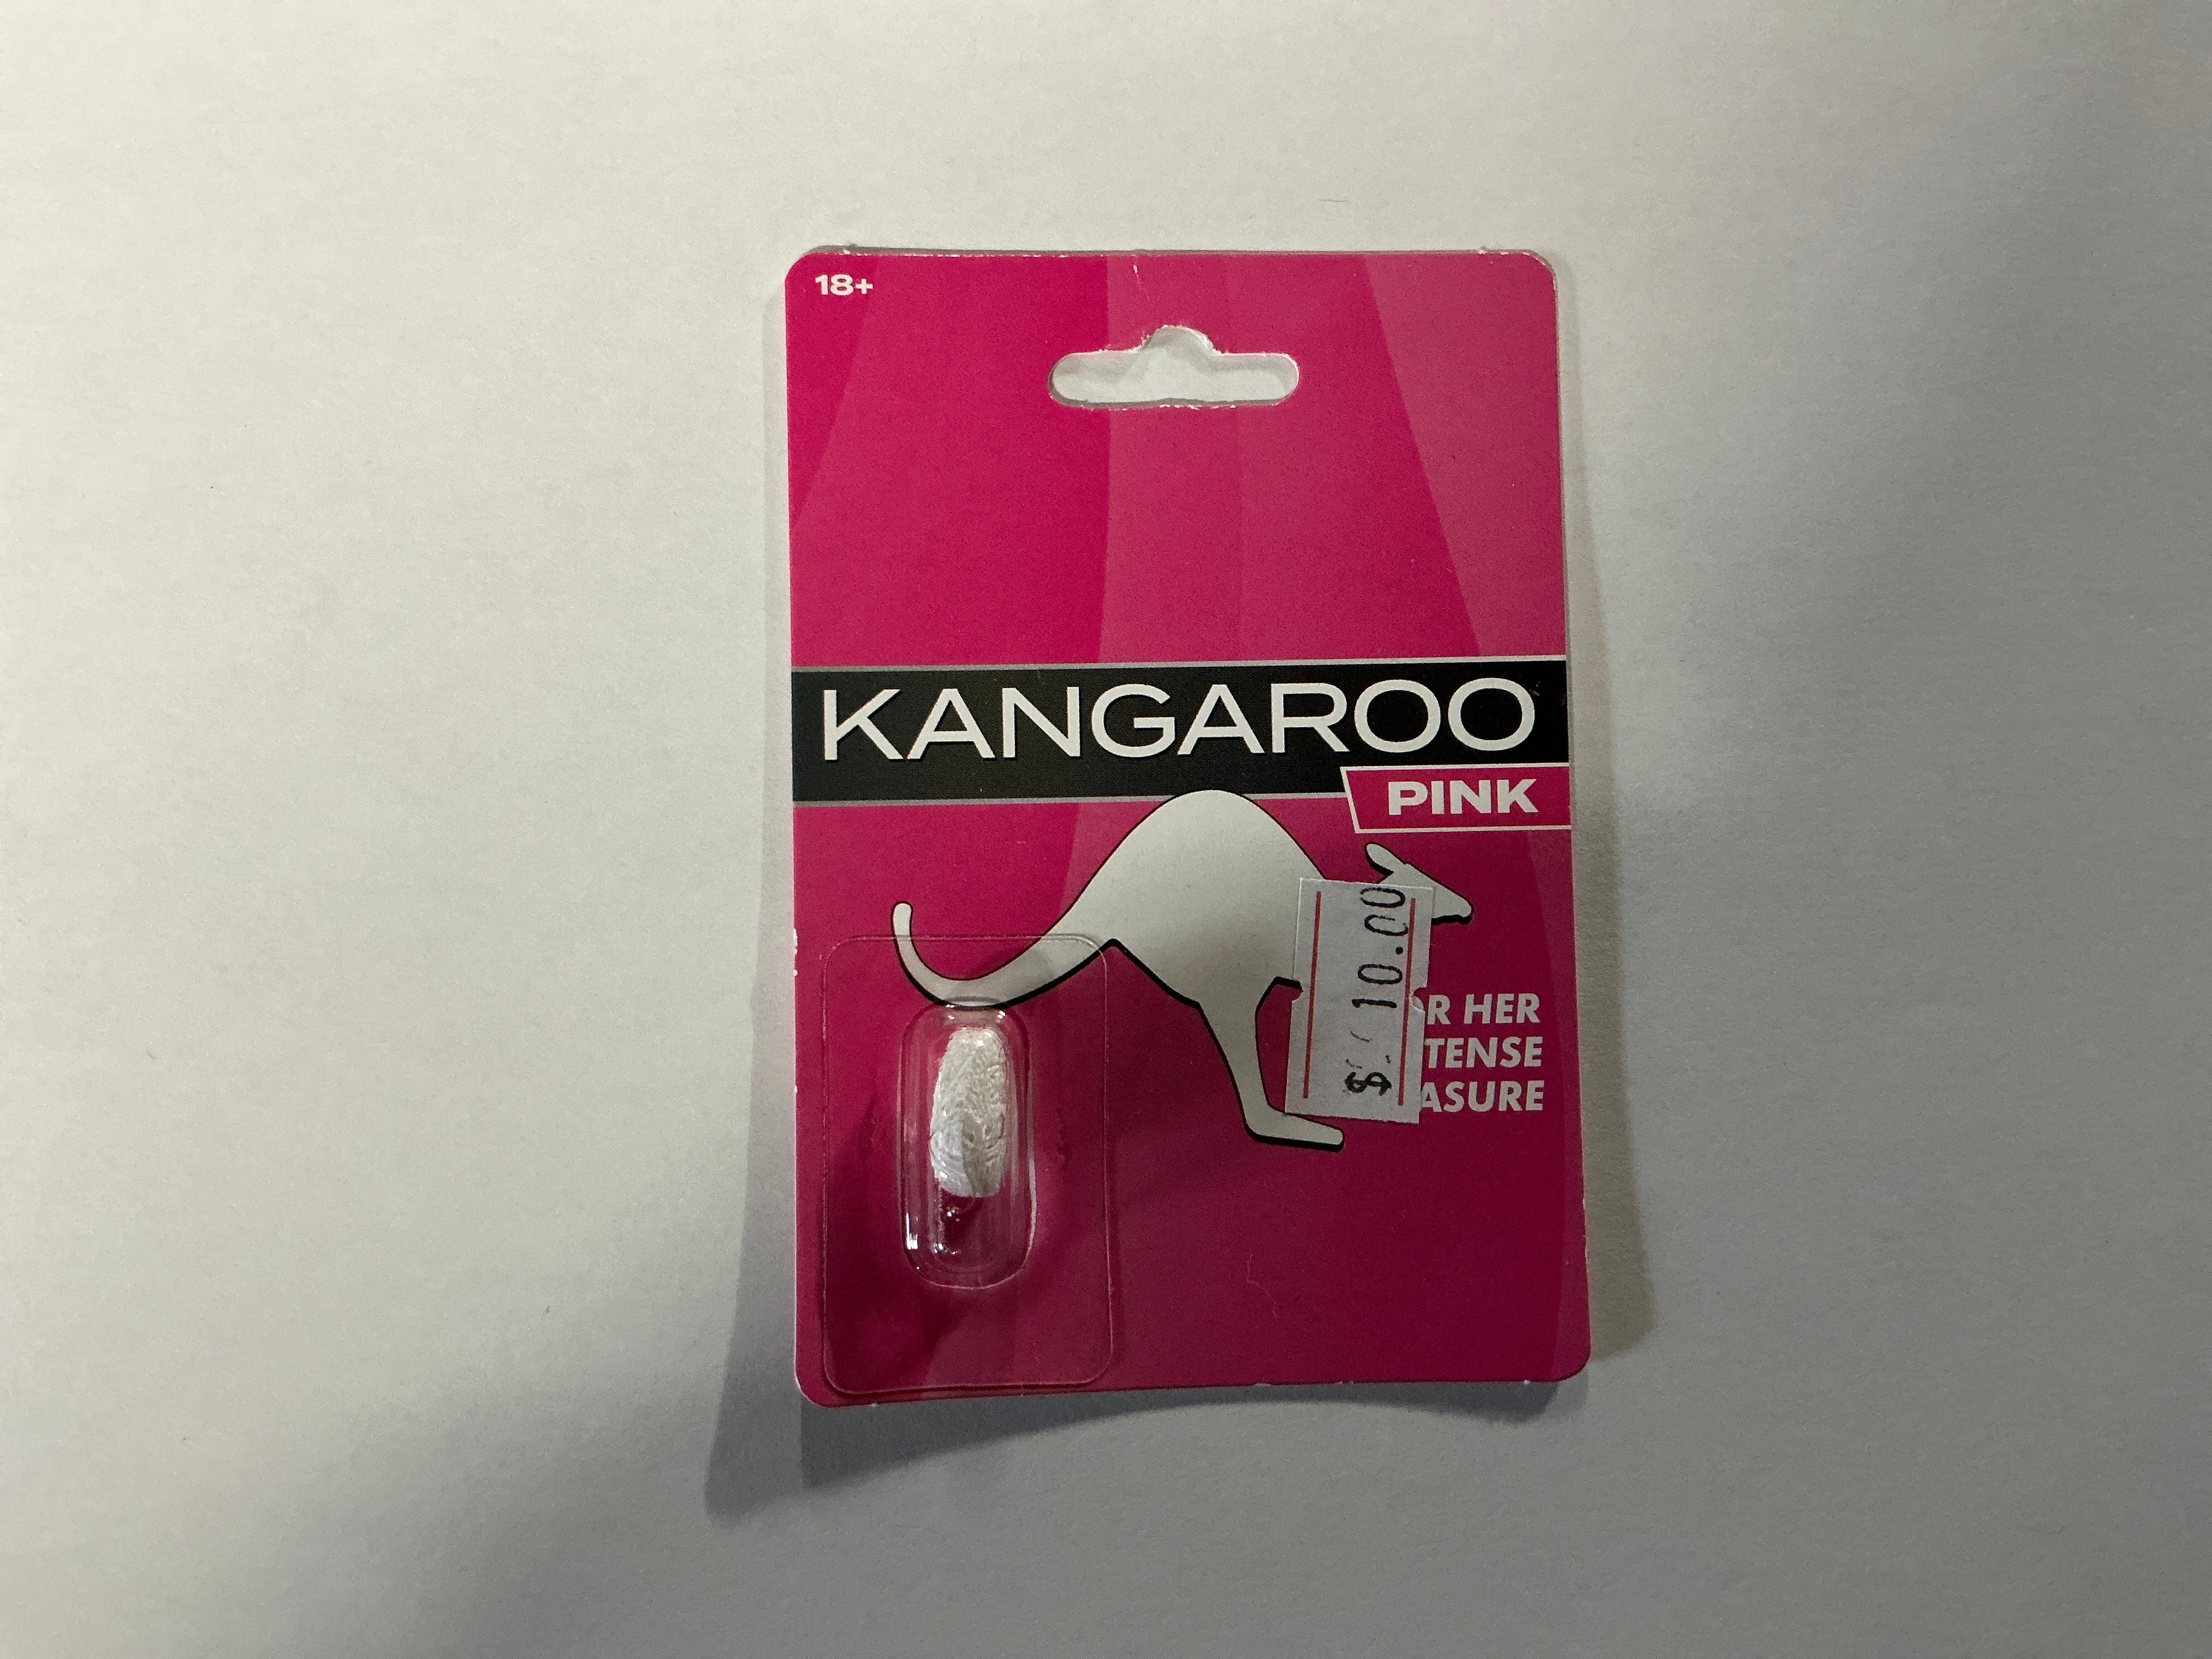 18+
KANGAROO
PINK
$ 10.00
R HER
TENSE
ASURE